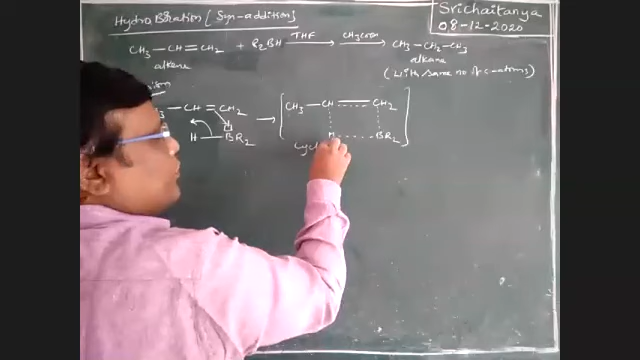 HydroBoration [Syn-addition]
Srichaitanya
08-12-2020
CH3 - CH = CH2 + R2BH THF → CH3COOH → CH3 - CH2 - CH3
alkene alkane
(with same no of c-atoms)
CH = CH2 → [CH3 - CH = CH2
H - BR2 H BR2]